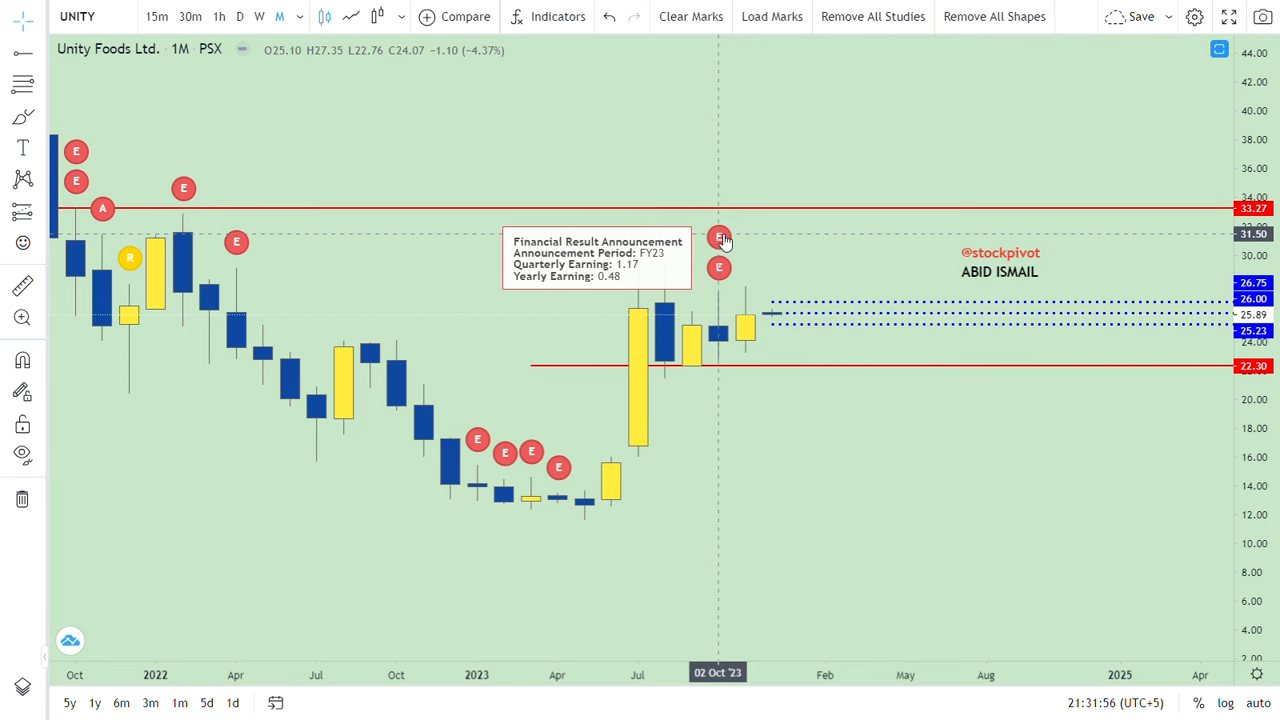 UNITY 15m 30m 1h D W M Compare Indicators Clear Marks Load Marks Remove All Studies Remove All Shapes Save
Unity Foods Ltd. · 1M · PSX O25.10 H27.35 L22.76 C24.07 −1.10 (−4.37%)
44.00
42.00
40.00
38.00
36.00
34.00
33.27
31.50
30.00
26.75
26.00
25.89
25.23
24.00
22.30
20.00
18.00
16.00
14.00
12.00
10.00
8.00
6.00
4.00
2.00
E
E
A
R
E
E
E
E
E
E
E
E
Financial Result Announcement
Announcement Period: FY23
Quarterly Earning: 1.17
Yearly Earning: 0.48
@stockpivot
ABID ISMAIL
Oct 2022 Apr Jul Oct 2023 Apr Jul 02 Oct '23 Feb May Aug 2025 Apr
5y 1y 6m 3m 1m 5d 1d 21:31:56 (UTC+5) % log auto